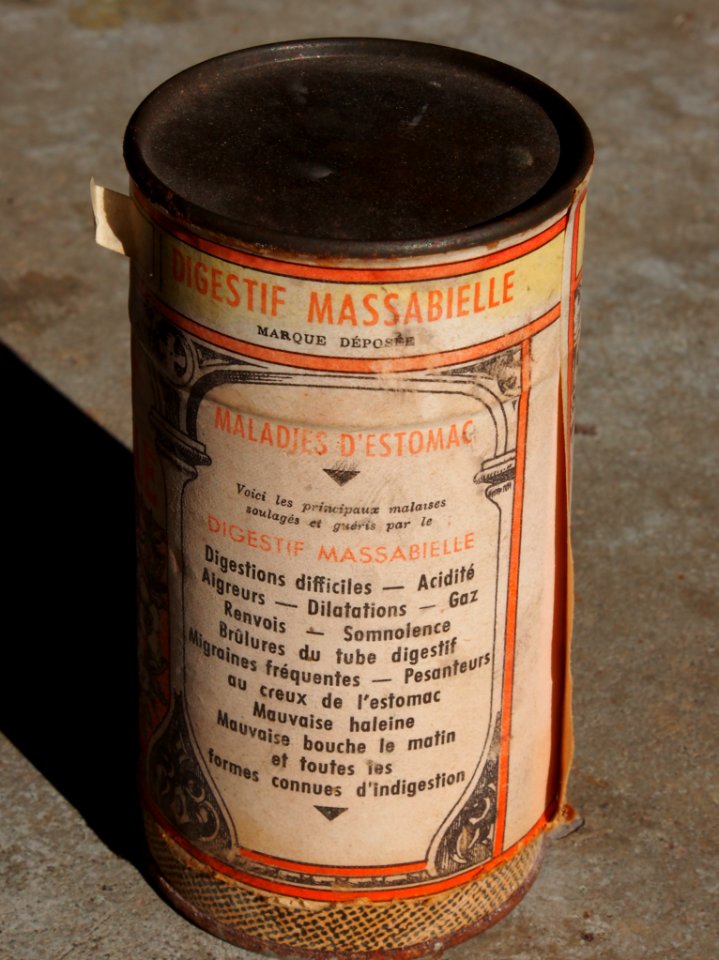 DIGESTIF MASSABIELLE
MARQUE DÉPOSÉE
MALADIES D'ESTOMAC
Voici les principaux malaises
soulagés et guéris par le
DIGESTIF MASSABIELLE
Digestions difficiles — Acidité
Aigreurs — Dilatations — Gaz
Renvois — Somnolence
Brûlures du tube digestif
Migraines fréquentes — Pesanteurs
au creux de l'estomac
Mauvaise haleine
Mauvaise bouche le matin
et toutes les
formes connues d'indigestion